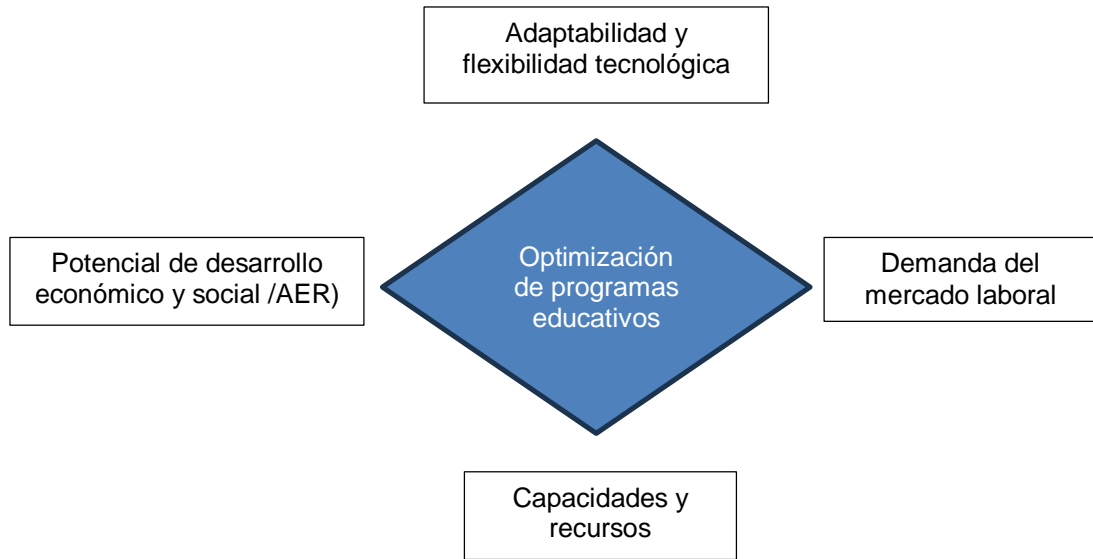 Adaptabilidad y
flexibilidad tecnológica
Potencial de desarrollo
económico y social /AER)
Optimización
de programas
educativos
Demanda del
mercado laboral
Capacidades y
recursos